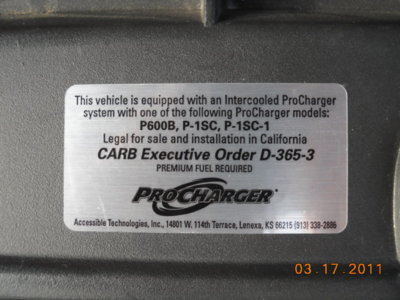 This vehicle is equipped with an Intercooled ProCharger
system with one of the following ProCharger models:
P600B, P-1SC, P-1SC-1
Legal for sale and installation in California
CARB Executive Order D-365-3
PREMIUM FUEL REQUIRED
PROCHARGER
Accessible Technologies, Inc., 14801 W. 114th Terrace, Lenexa, KS 66215 (913) 338-2886
03.17.2011